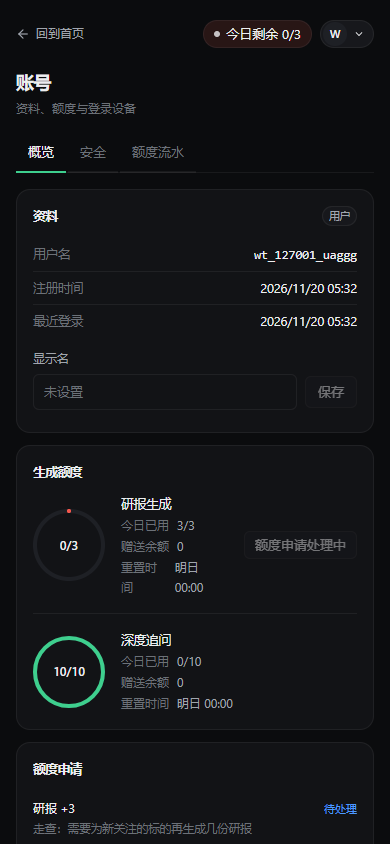 回到首页
今日剩余 0/3
W
账号
资料、额度与登录设备
概览 安全 额度流水
资料
用户
用户名 wt_127001_uaggg
注册时间 2026/11/20 05:32
最近登录 2026/11/20 05:32
显示名
未设置 保存
生成额度
0/3
研报生成
今日已用 3/3
赠送余额 0
重置时间 明日 00:00
额度申请处理中
10/10
深度追问
今日已用 0/10
赠送余额 0
重置时间 明日 00:00
额度申请
研报 +3 待处理
走查：需要为新关注的标的再生成几份研报